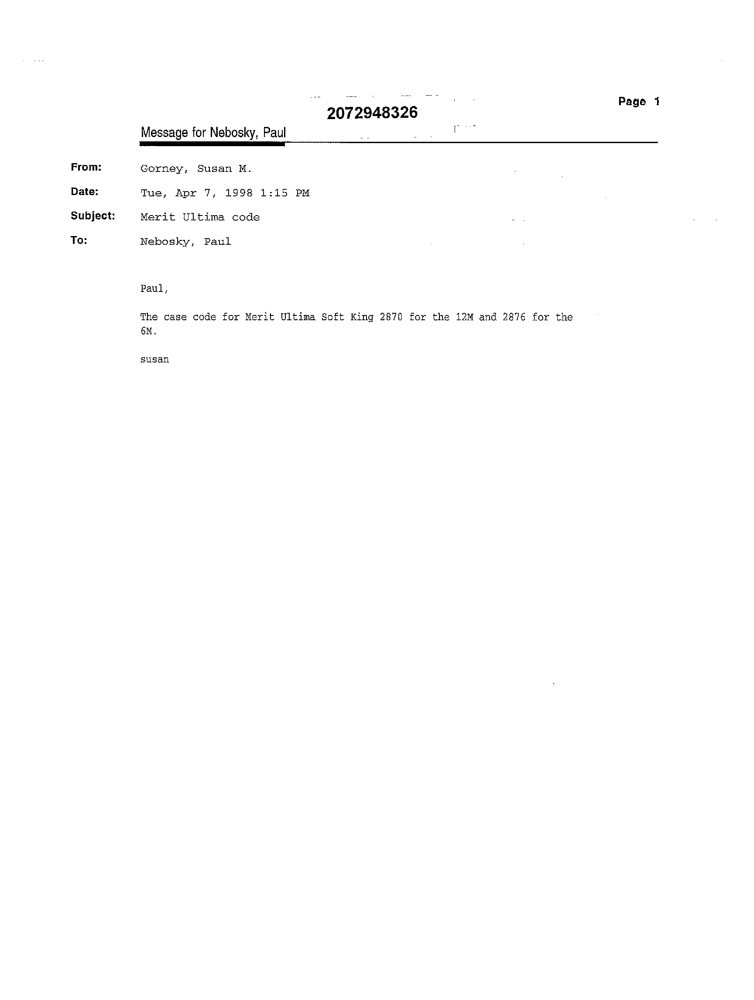 Page 1
2072948326
Message for Nebosky, Paul
From: Gorney, Susan M.
Date: Tue, Apr 7, 1998 1:15 PM
Subject: Merit Ultima code
To: Nebosky, Paul
Paul,
The case code for Merit Ultima Soft King 2870 for the 12M and 2876 for the
6M.
susan